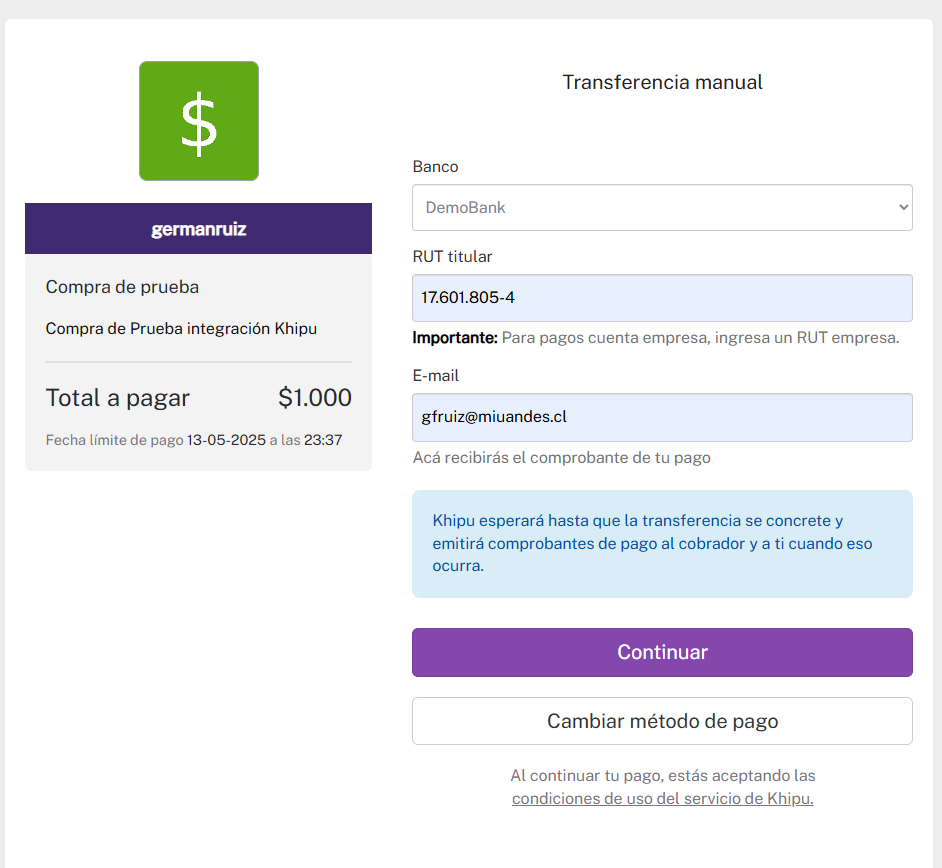 $
germanruiz
Compra de prueba
Compra de Prueba integración Khipu
Total a pagar $1.000
Fecha límite de pago 13-05-2025 a las 23:37
Transferencia manual
Banco
DemoBank
RUT titular
17.601.805-4
Importante: Para pagos cuenta empresa, ingresa un RUT empresa.
E-mail
gfruiz@miuandes.cl
Acá recibirás el comprobante de tu pago
Khipu esperará hasta que la transferencia se concrete y
emitirá comprobantes de pago al cobrador y a ti cuando eso
ocurra.
Continuar
Cambiar método de pago
Al continuar tu pago, estás aceptando las
condiciones de uso del servicio de Khipu.